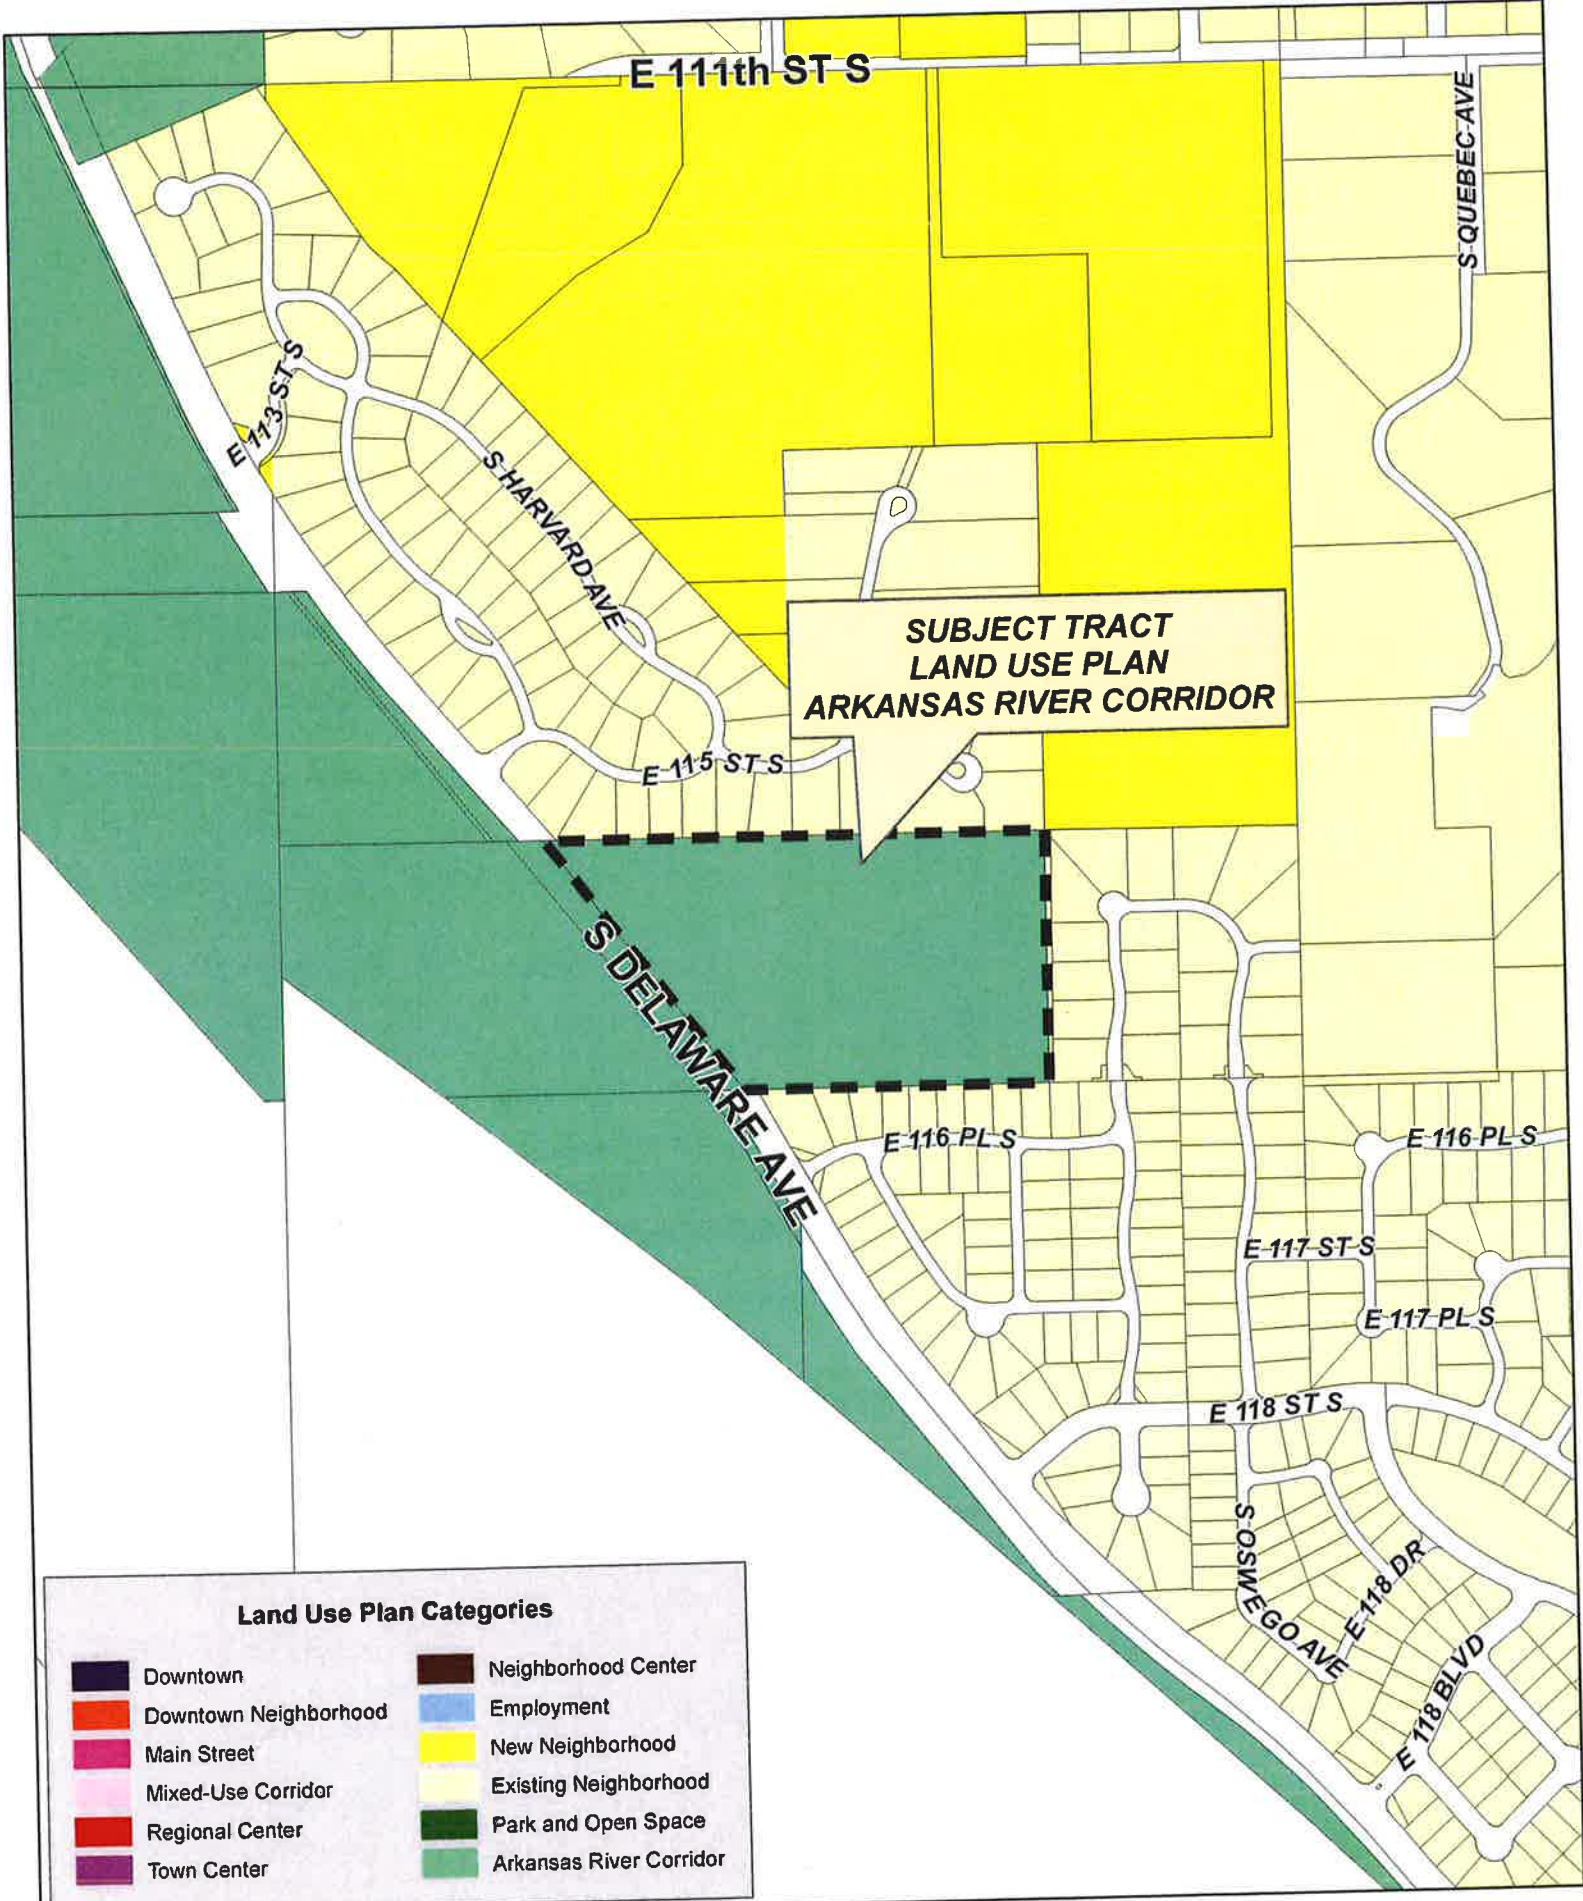 E 111th ST S
S QUEBEC AVE
E 113 ST S
S HARVARD AVE
SUBJECT TRACT
LAND USE PLAN
ARKANSAS RIVER CORRIDOR
E 115 ST S
S DELAWARE AVE
E 116 PL S
E 116 PL S
E 117 ST S
E 117 PL S
E 118 ST S
S OSWEGO AVE
E 118 DR
E 118 BLVD
Land Use Plan Categories
Downtown
Downtown Neighborhood
Main Street
Mixed-Use Corridor
Regional Center
Town Center
Neighborhood Center
Employment
New Neighborhood
Existing Neighborhood
Park and Open Space
Arkansas River Corridor